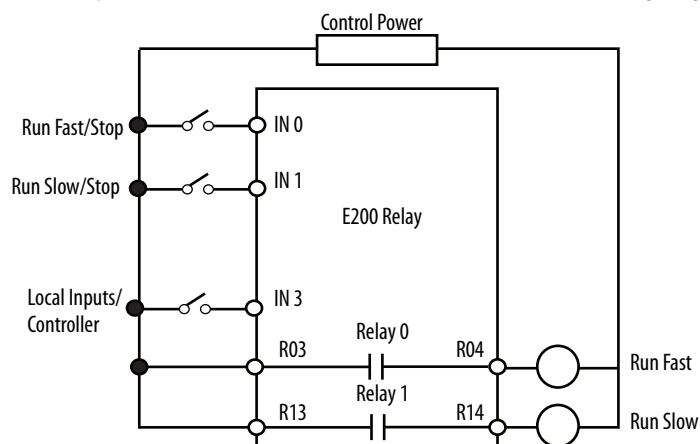 Control Power
Run Fast/Stop
IN 0
Run Slow/Stop
IN 1
E200 Relay
Local Inputs/
Controller
IN 3
Relay 0
R03
R04
Run Fast
Relay 1
R13
R14
Run Slow